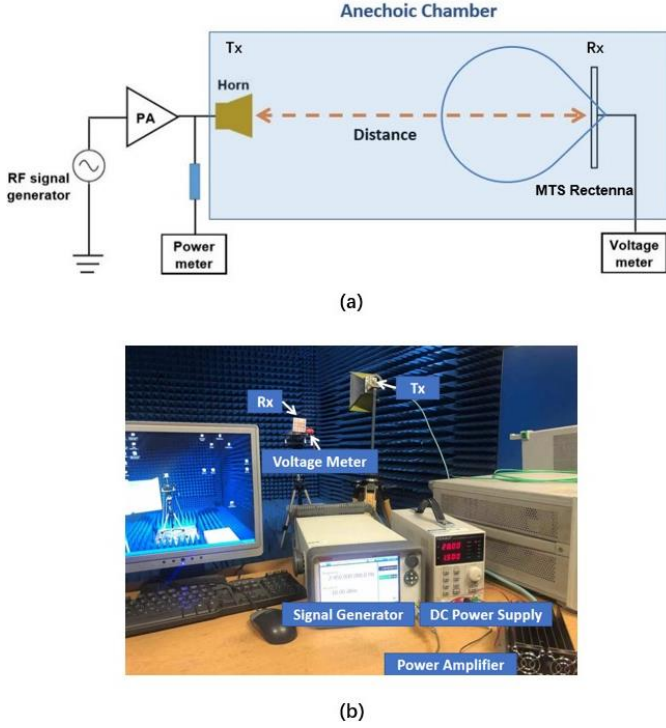 Anechoic Chamber
Tx
Rx
Horn
PA
Distance
RF signal
generator
MTS Rectenna
Power
meter
Voltage
meter
(a)
Rx
Tx
Voltage Meter
Signal Generator
DC Power Supply
Power Amplifier
(b)